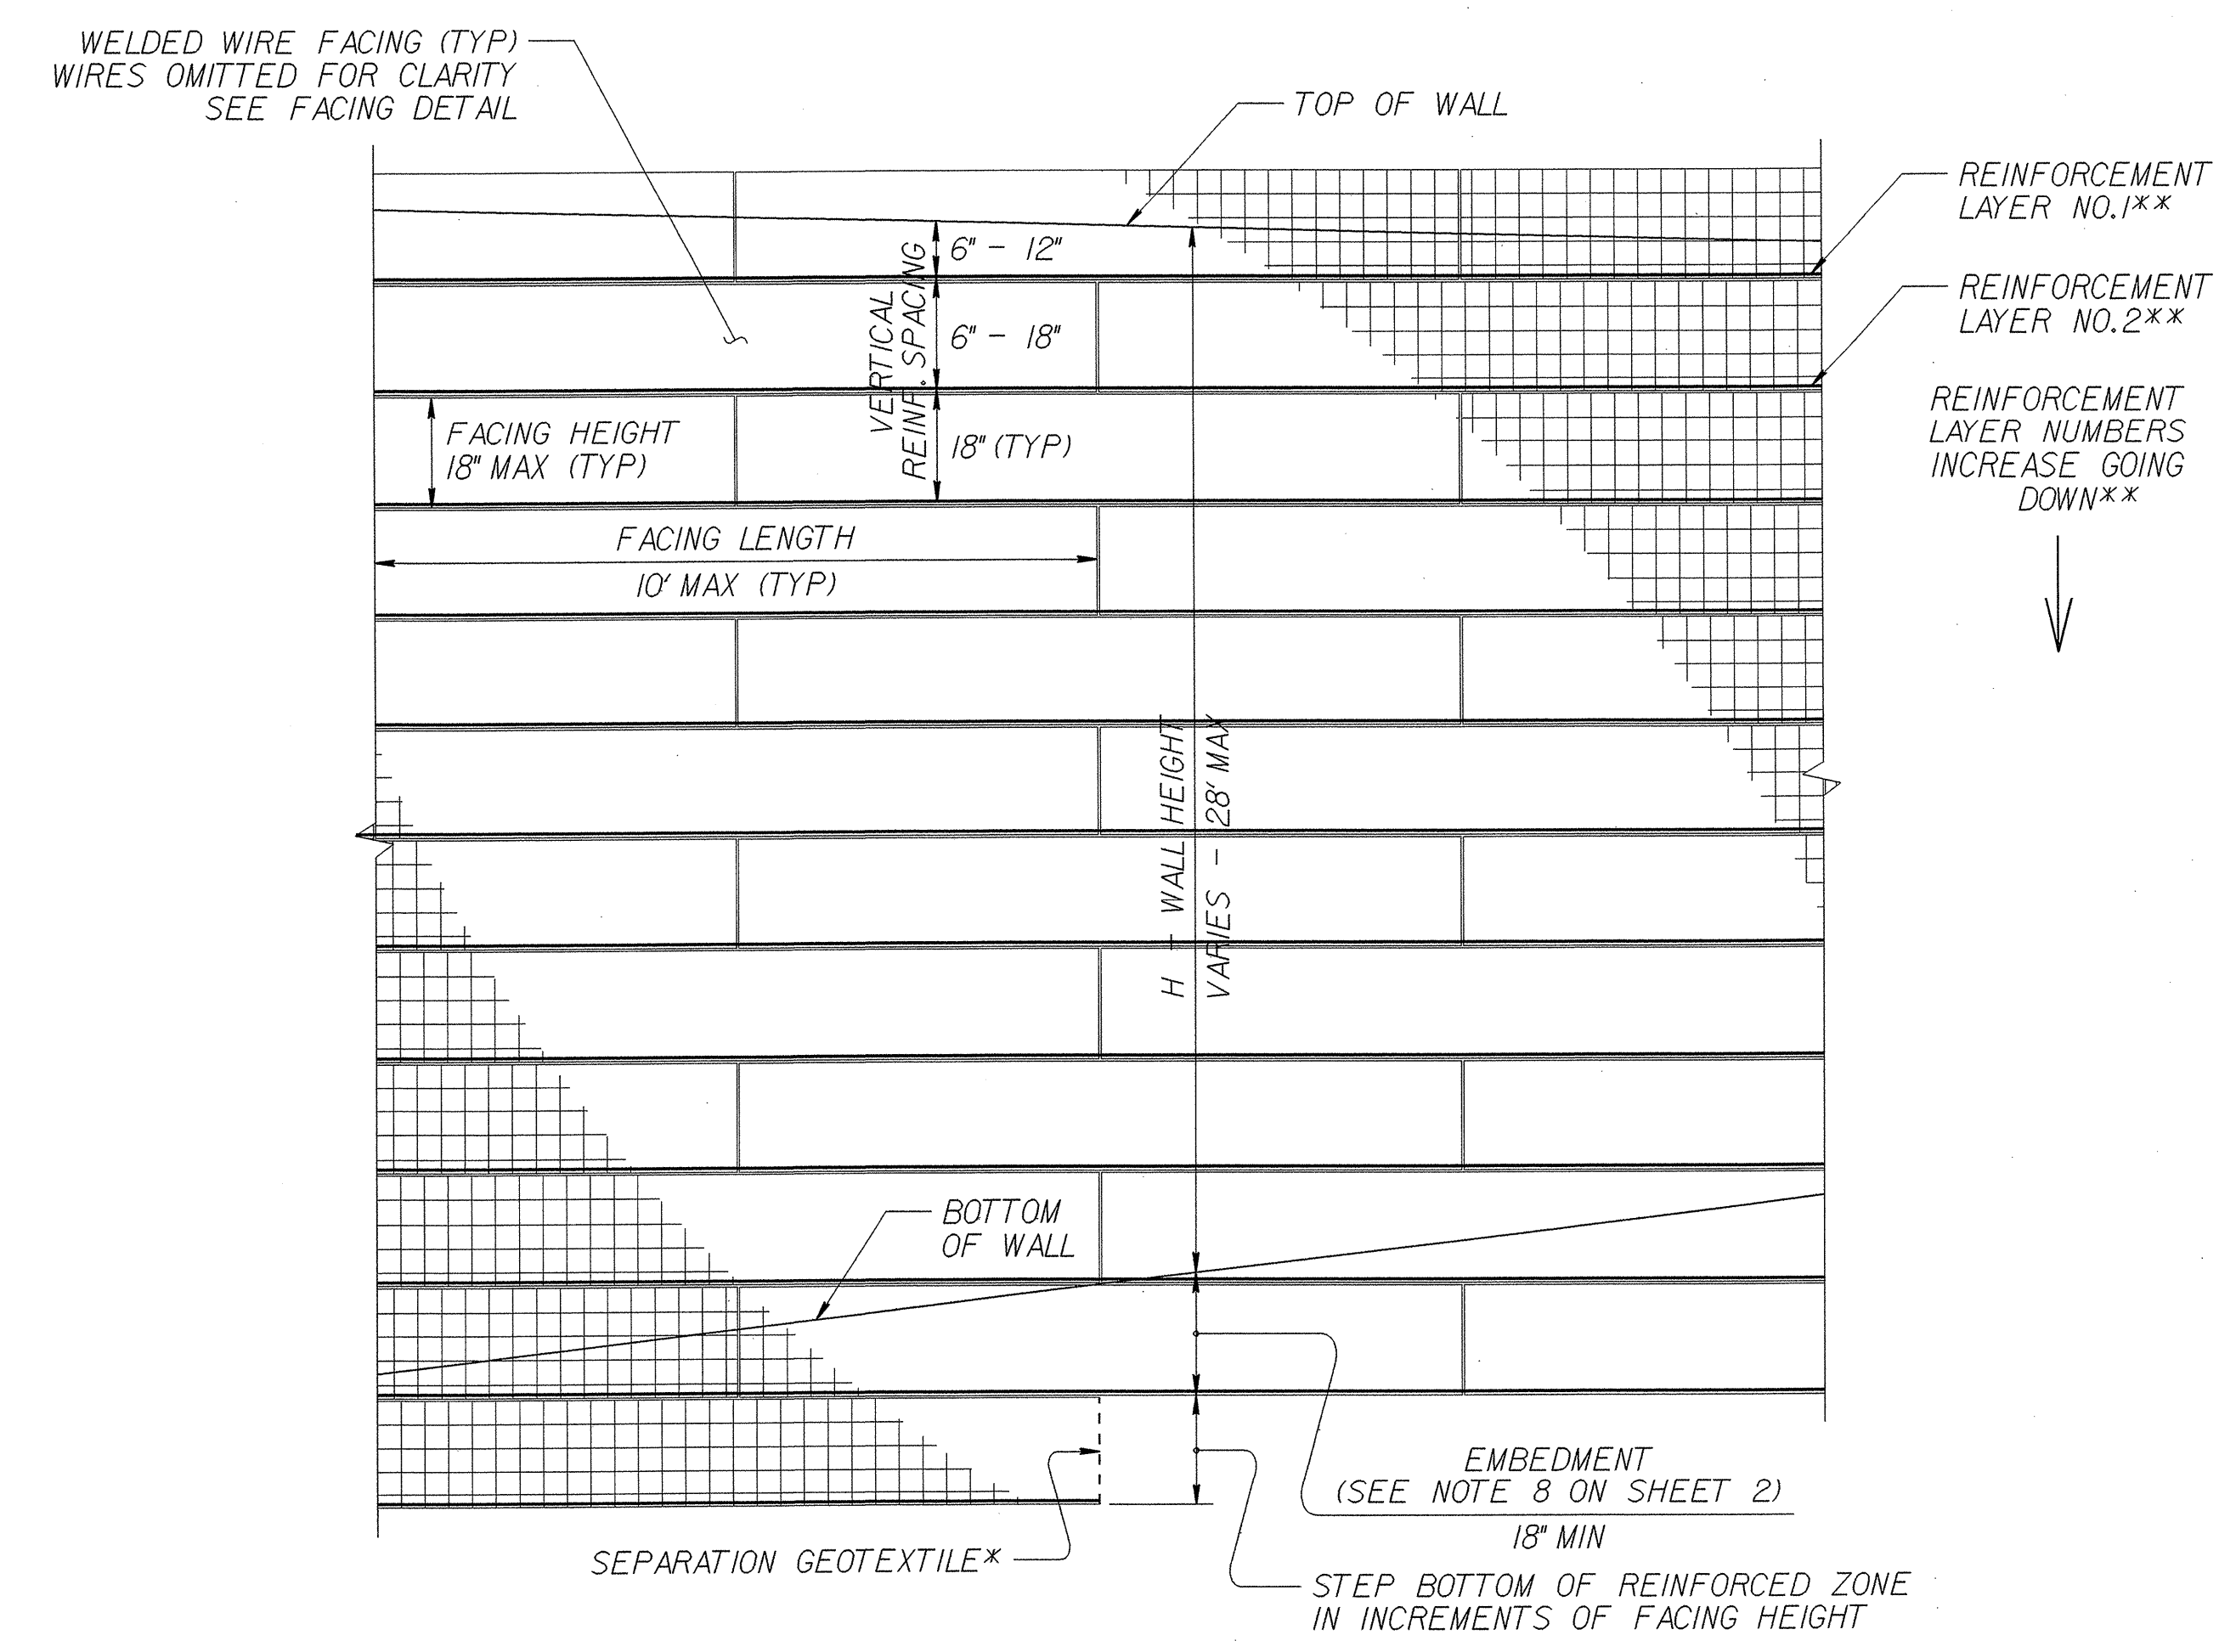 WELDED WIRE FACING (TYP)
WIRES OMITTED FOR CLARITY
SEE FACING DETAIL
TOP OF WALL
REINFORCEMENT
LAYER NO.1**
6" - 12"
REINFORCEMENT
LAYER NO.2**
6" - 18"
VERTICAL
REINF. SPACING
REINFORCEMENT
LAYER NUMBERS
INCREASE GOING
DOWN**
FACING HEIGHT
18" MAX (TYP)
18" (TYP)
FACING LENGTH
10' MAX (TYP)
H - WALL HEIGHT
VARIES - 28' MAX
BOTTOM
OF WALL
EMBEDMENT
(SEE NOTE 8 ON SHEET 2)
18" MIN
SEPARATION GEOTEXTILE*
STEP BOTTOM OF REINFORCED ZONE
IN INCREMENTS OF FACING HEIGHT